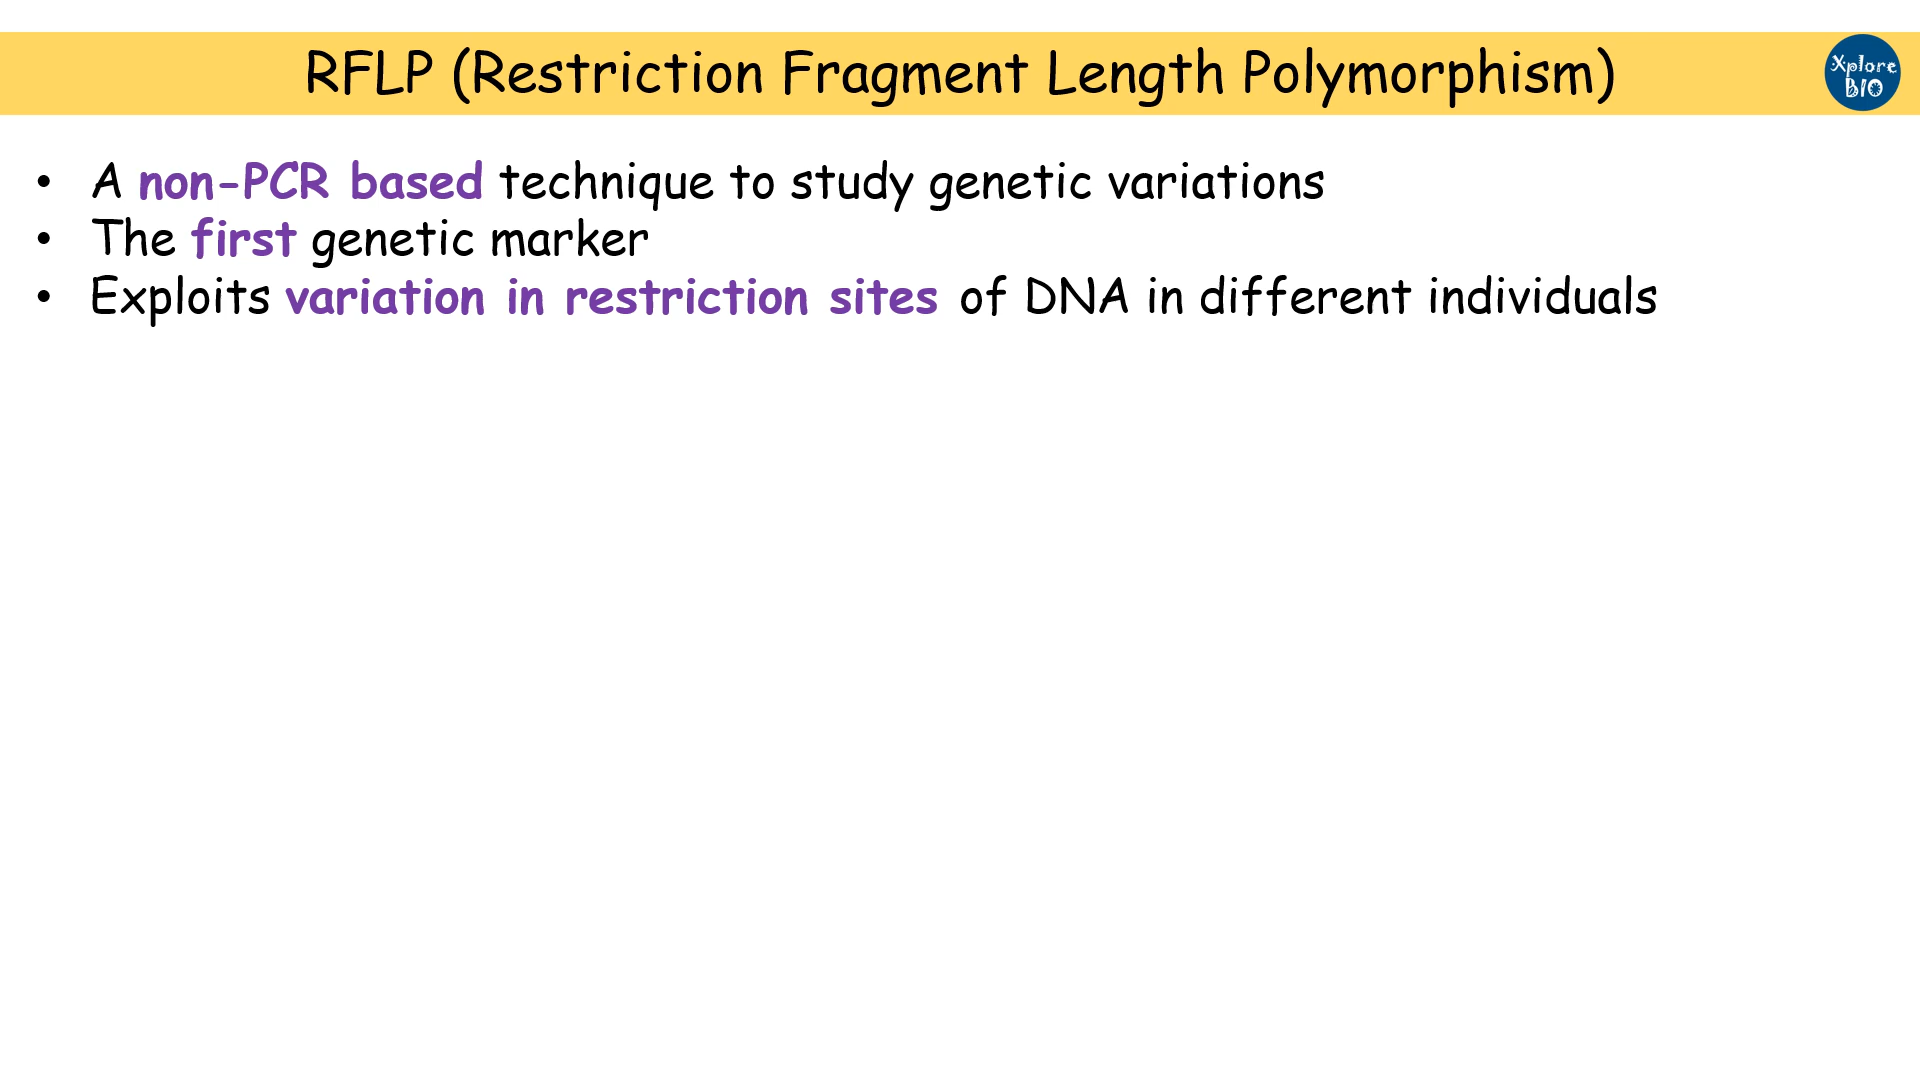 RFLP (Restriction Fragment Length Polymorphism)
Xplore
BIO
• A non-PCR based technique to study genetic variations
• The first genetic marker
• Exploits variation in restriction sites of DNA in different individuals